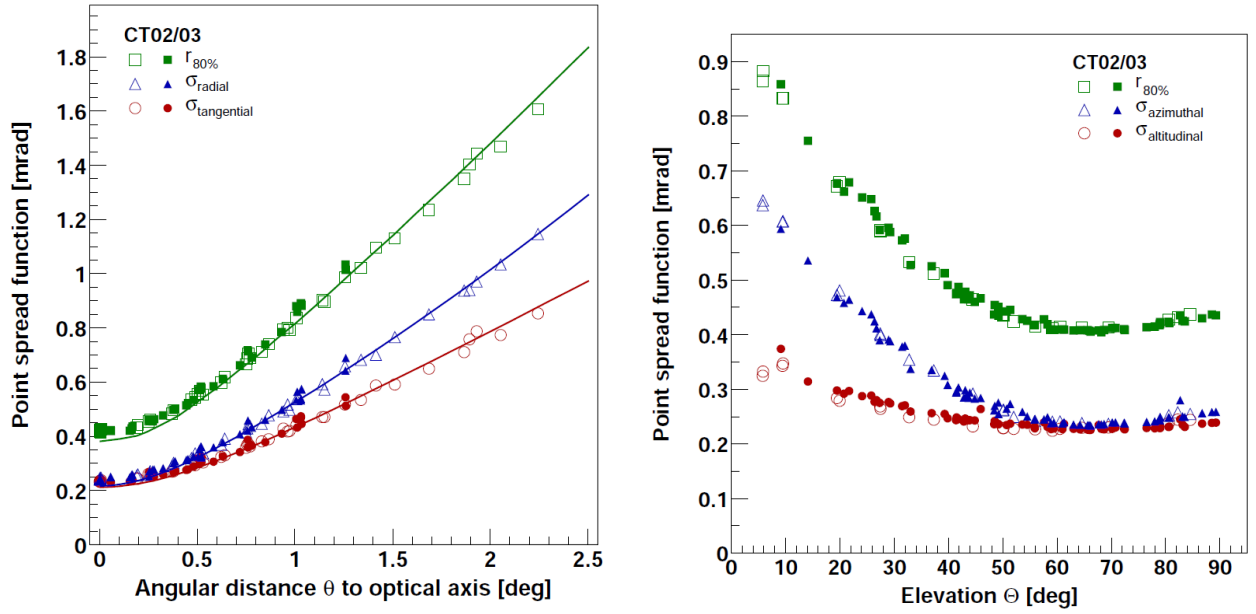 CT02/03
r80%
σradial
σtangential
Point spread function [mrad]
1.8
1.6
1.4
1.2
1
0.8
0.6
0.4
0.2
0
0 0.5 1 1.5 2 2.5
Angular distance θ to optical axis [deg]
CT02/03
r80%
σazimuthal
σaltitudinal
Point spread function [mrad]
0.9
0.8
0.7
0.6
0.5
0.4
0.3
0.2
0.1
0
0 10 20 30 40 50 60 70 80 90
Elevation Θ [deg]